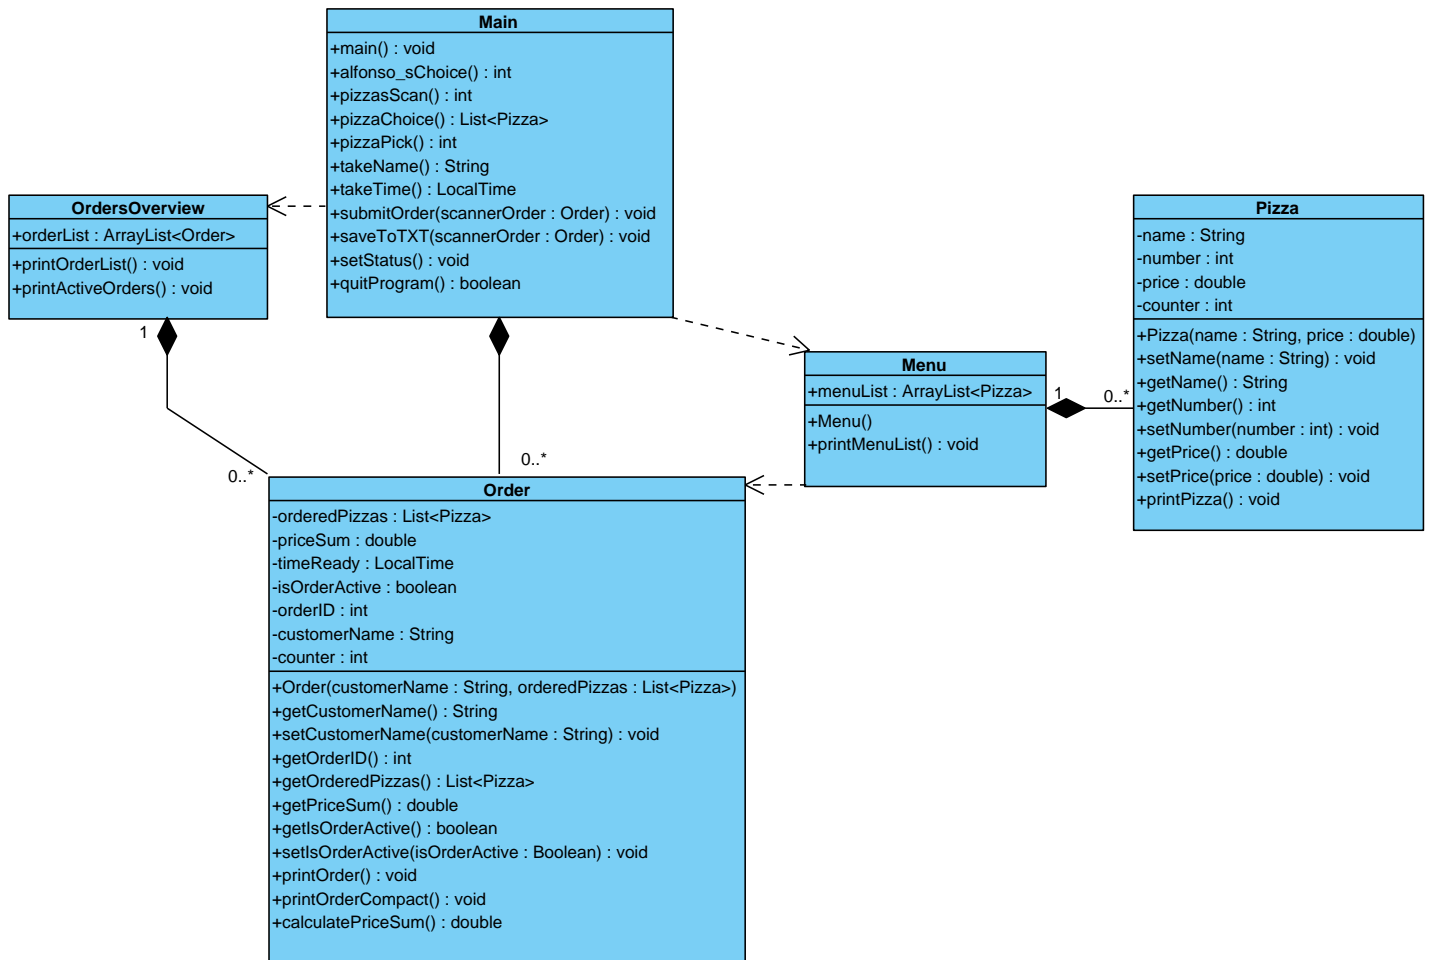 Main
+main() : void
+alfonso_sChoice() : int
+pizzasScan() : int
+pizzaChoice() : List<Pizza>
+pizzaPick() : int
+takeName() : String
+takeTime() : LocalTime
+submitOrder(scannerOrder : Order) : void
+saveToTXT(scannerOrder : Order) : void
+setStatus() : void
+quitProgram() : boolean
OrdersOverview
+orderList : ArrayList<Order>
+printOrderList() : void
+printActiveOrders() : void
1
0..*
0..*
Pizza
-name : String
-number : int
-price : double
-counter : int
+Pizza(name : String, price : double)
+setName(name : String) : void
+getName() : String
+getNumber() : int
+setNumber(number : int) : void
+getPrice() : double
+setPrice(price : double) : void
+printPizza() : void
Menu
+menuList : ArrayList<Pizza>
+Menu()
+printMenuList() : void
1
0..*
Order
-orderedPizzas : List<Pizza>
-priceSum : double
-timeReady : LocalTime
-isOrderActive : boolean
-orderID : int
-customerName : String
-counter : int
+Order(customerName : String, orderedPizzas : List<Pizza>)
+getCustomerName() : String
+setCustomerName(customerName : String) : void
+getOrderID() : int
+getOrderedPizzas() : List<Pizza>
+getPriceSum() : double
+getIsOrderActive() : boolean
+setIsOrderActive(isOrderActive : Boolean) : void
+printOrder() : void
+printOrderCompact() : void
+calculatePriceSum() : double